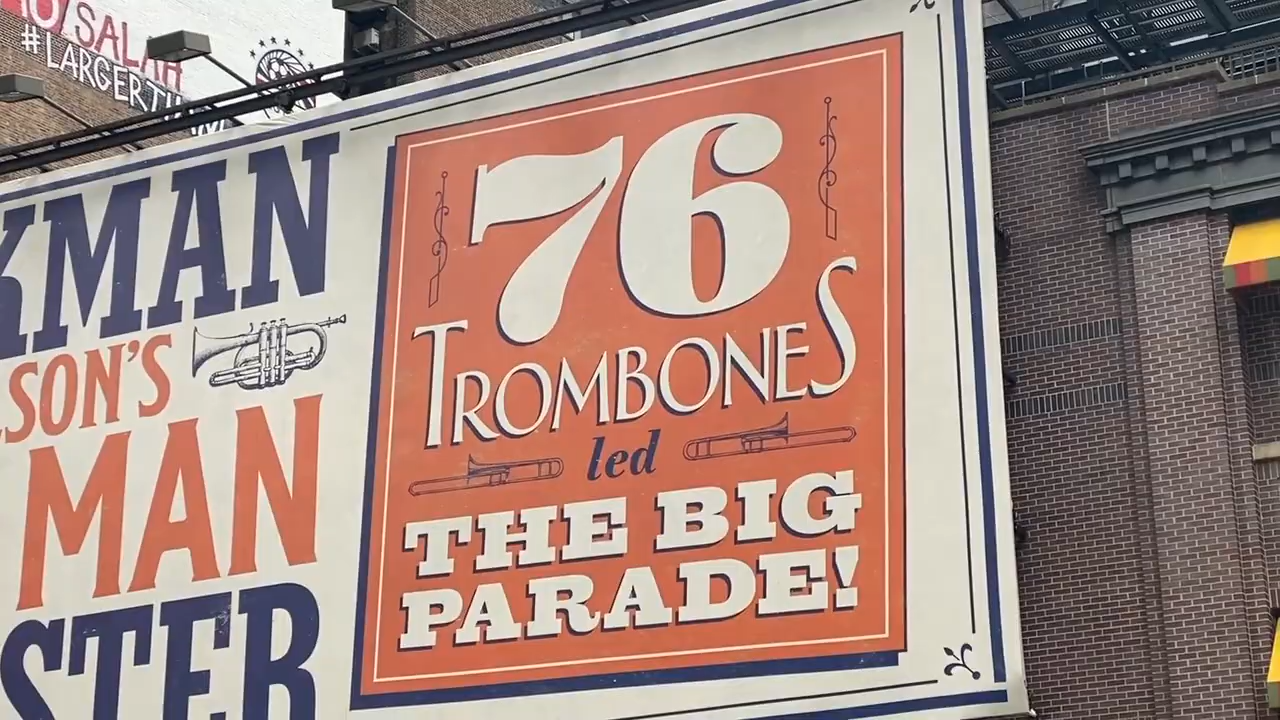 #LARGERTH
KMAN
SON'S
MAN
STER
76
TROMBONES
led
THE BIG
PARADE!